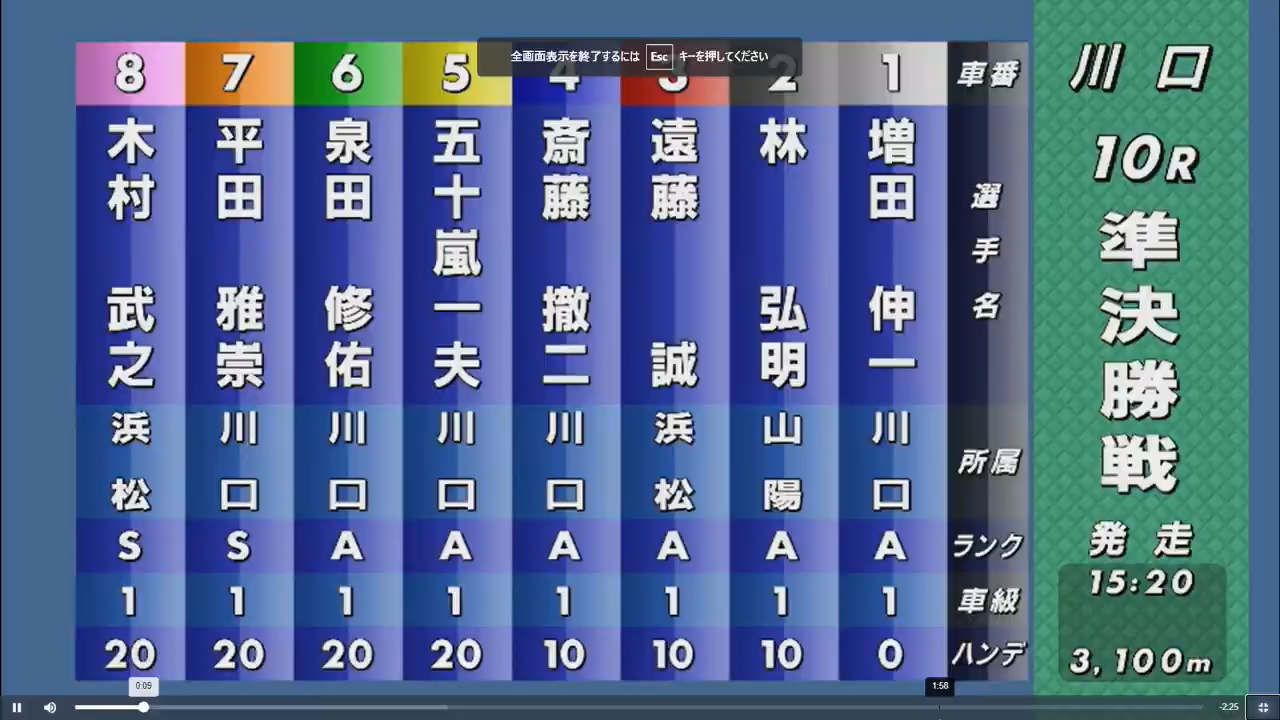 全画面表示を終了するには Esc キーを押してください
川口
10R
準決勝戦
発走
15:20
3,100m
車番 選手名 所属 ランク 車級 ハンデ
1 増田 伸一 川口 A 1 0
2 林 弘明 山陽 A 1 10
3 遠藤 誠 浜松 A 1 10
4 斎藤 撤二 川口 A 1 10
5 五十嵐一夫 川口 A 1 20
6 泉田 修佑 川口 A 1 20
7 平田 雅崇 川口 S 1 20
8 木村 武之 浜松 S 1 20
0:09
1:58
-2:25